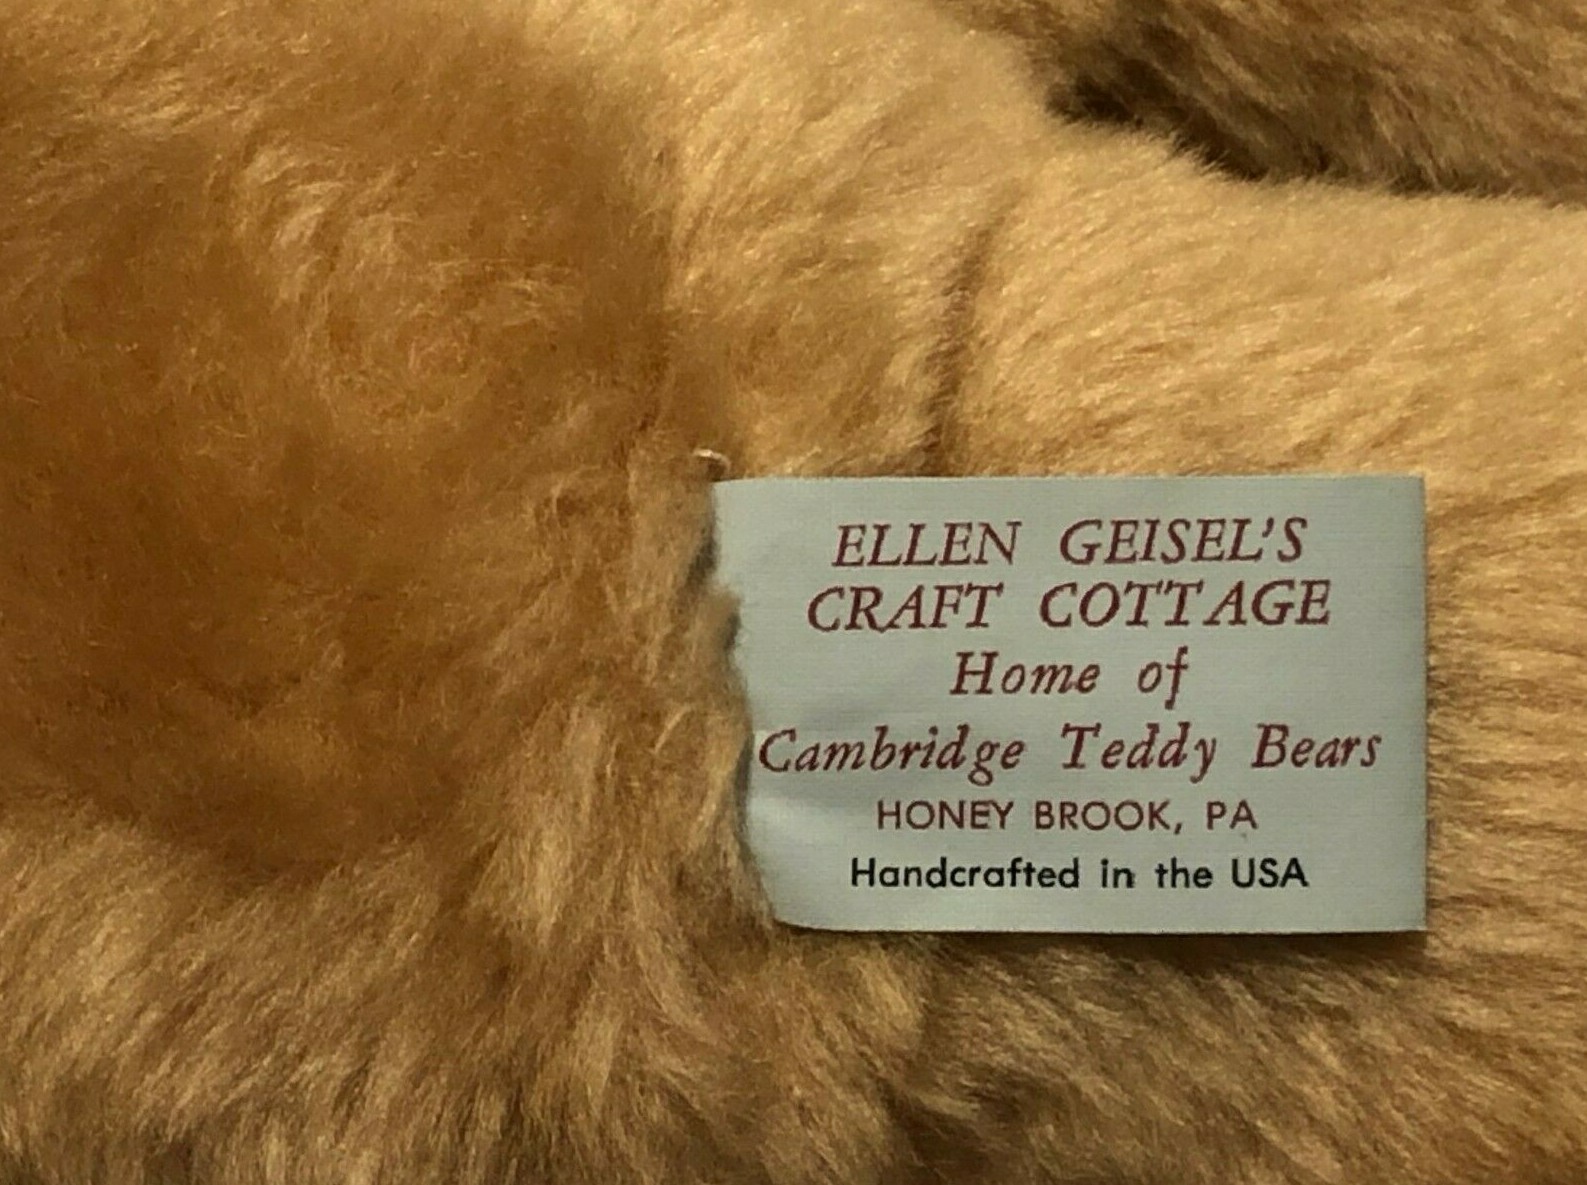 ELLEN GEISEL'S
CRAFT COTTAGE
Home of
Cambridge Teddy Bears
HONEY BROOK, PA
Handcrafted in the USA